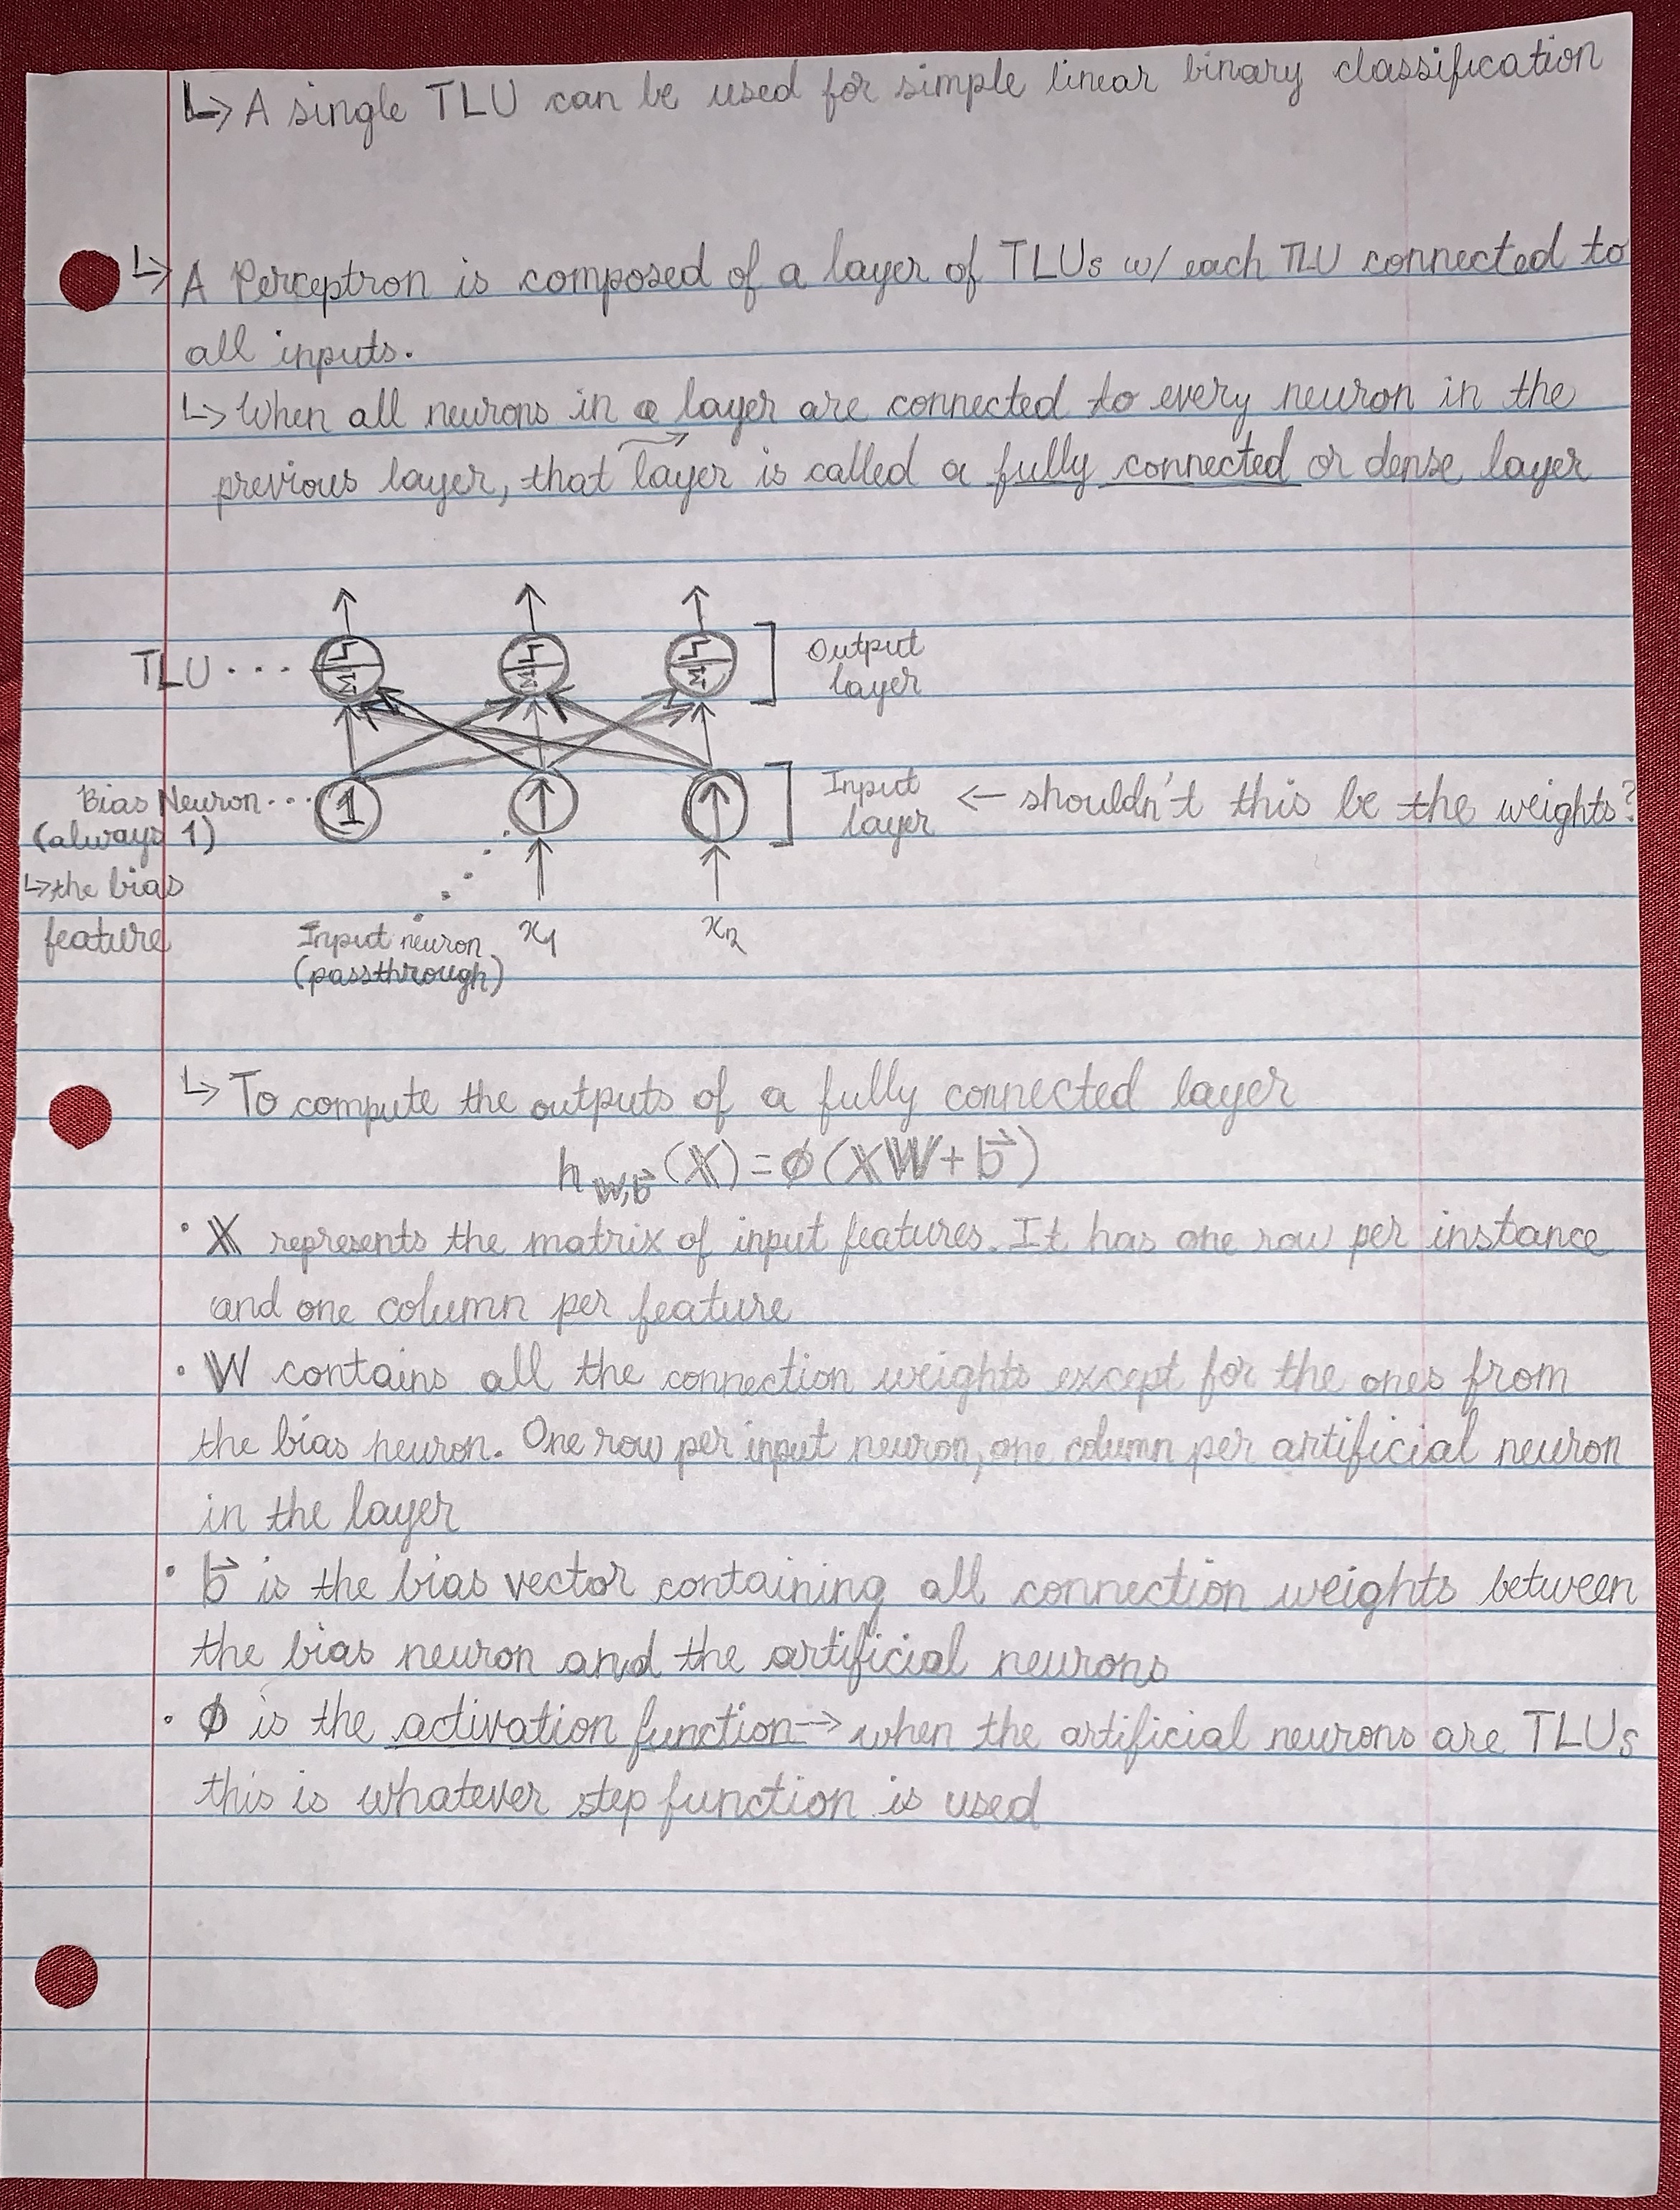 ↳ A single TLU can be used for simple linear binary classification
↳ A Perceptron is composed of a layer of TLUs w/ each TLU connected to
all inputs.
↳ When all neurons in a layer are connected to every neuron in the
previous layer, that layer is called a fully connected or dense layer
TLU . . .
Σ
Σ
Σ
Output
layer
Bias Neuron . . .
(always 1)
↳ the bias
feature
1
Input
layer
← shouldn't this be the weights?
Input neuron
(passthrough)
x₁
x₂
↳ To compute the outputs of a fully connected layer
h_{W,b⃗}(X) = ϕ(XW + b⃗)
• X represents the matrix of input features. It has one row per instance
and one column per feature
• W contains all the connection weights except for the ones from
the bias neuron. One row per input neuron, one column per artificial neuron
in the layer
• b⃗ is the bias vector containing all connection weights between
the bias neuron and the artificial neurons
• ϕ is the activation function → when the artificial neurons are TLUs
this is whatever step function is used